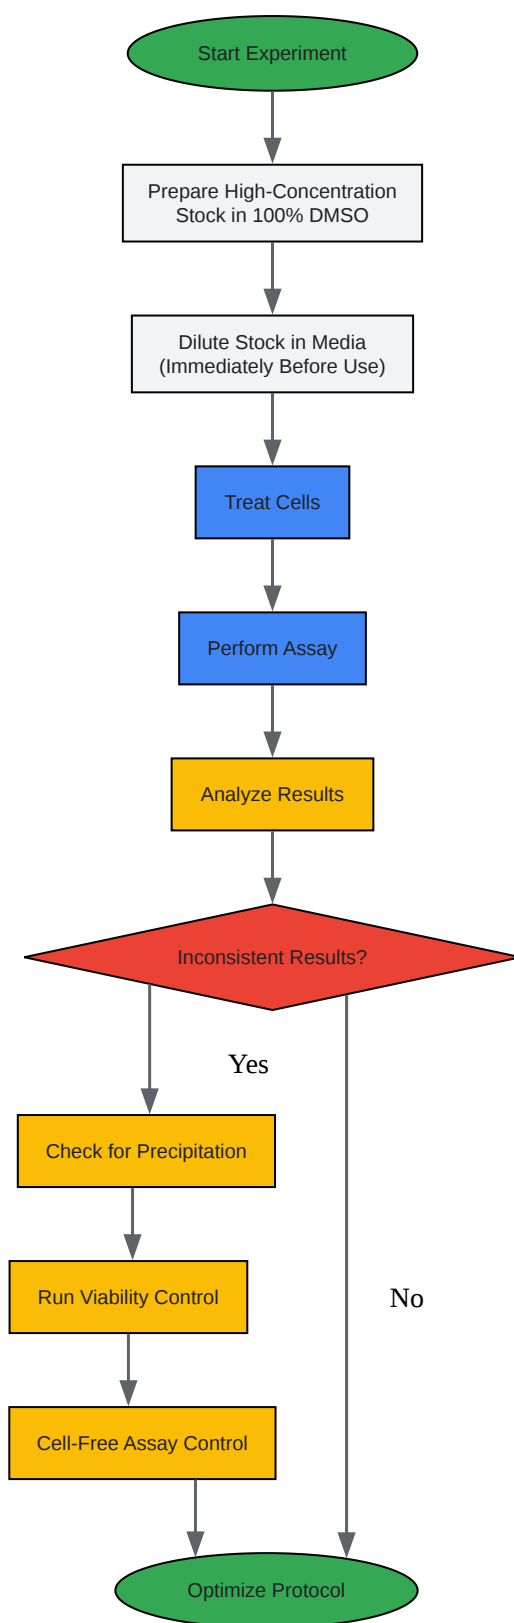 Start Experiment
Prepare High-Concentration
Stock in 100% DMSO
Dilute Stock in Media
(Immediately Before Use)
Treat Cells
Perform Assay
Analyze Results
Inconsistent Results?
Yes
Check for Precipitation
Run Viability Control
No
Cell-Free Assay Control
Optimize Protocol